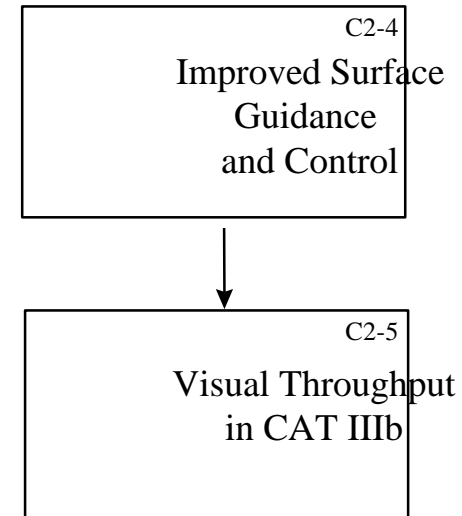 C2-4
Improved Surface
Guidance
and Control
C2-5
Visual Throughput
in CAT IIIb